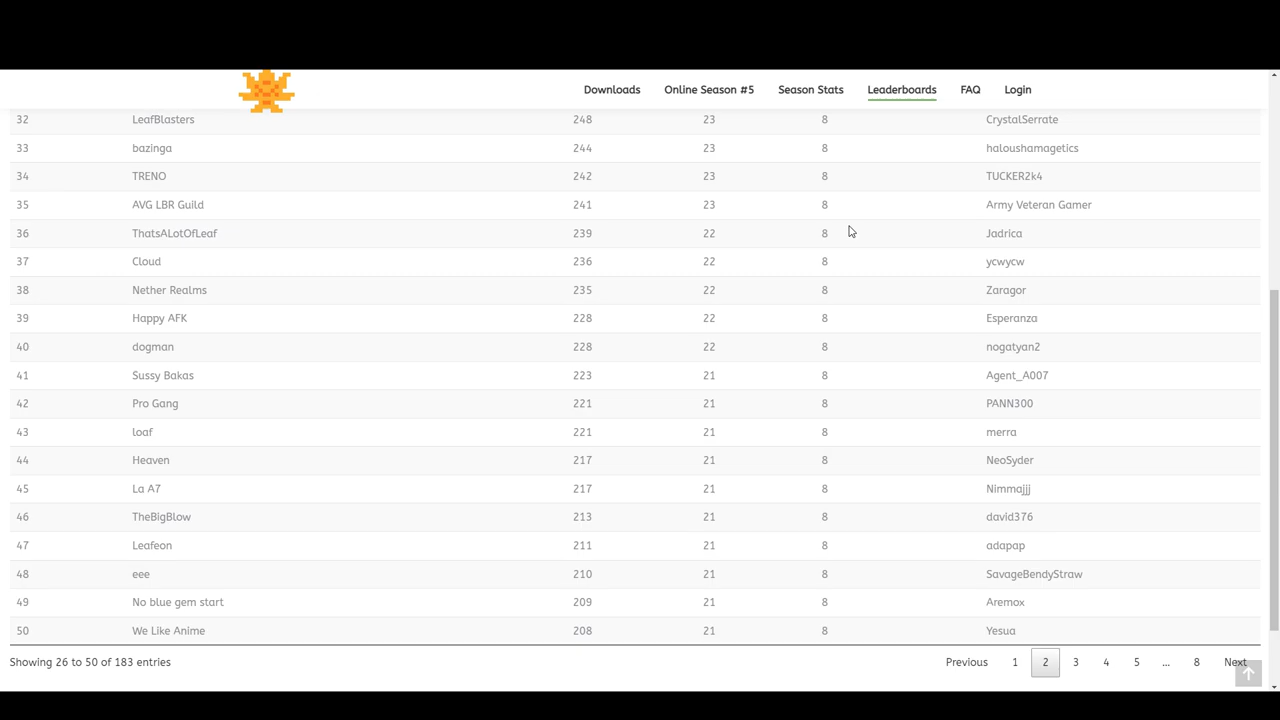 Downloads Online Season #5 Season Stats Leaderboards FAQ Login
32 LeafBlasters 248 23 8 CrystalSerrate
33 bazinga 244 23 8 haloushamagetics
34 TRENO 242 23 8 TUCKER2k4
35 AVG LBR Guild 241 23 8 Army Veteran Gamer
36 ThatsALotOfLeaf 239 22 8 Jadrica
37 Cloud 236 22 8 ycwycw
38 Nether Realms 235 22 8 Zaragor
39 Happy AFK 228 22 8 Esperanza
40 dogman 228 22 8 nogatyan2
41 Sussy Bakas 223 21 8 Agent_A007
42 Pro Gang 221 21 8 PANN300
43 loaf 221 21 8 merra
44 Heaven 217 21 8 NeoSyder
45 La A7 217 21 8 Nimmajjj
46 TheBigBlow 213 21 8 david376
47 Leafeon 211 21 8 adapap
48 eee 210 21 8 SavageBendyStraw
49 No blue gem start 209 21 8 Aremox
50 We Like Anime 208 21 8 Yesua
Showing 26 to 50 of 183 entries Previous 1 2 3 4 5 ... 8 Next